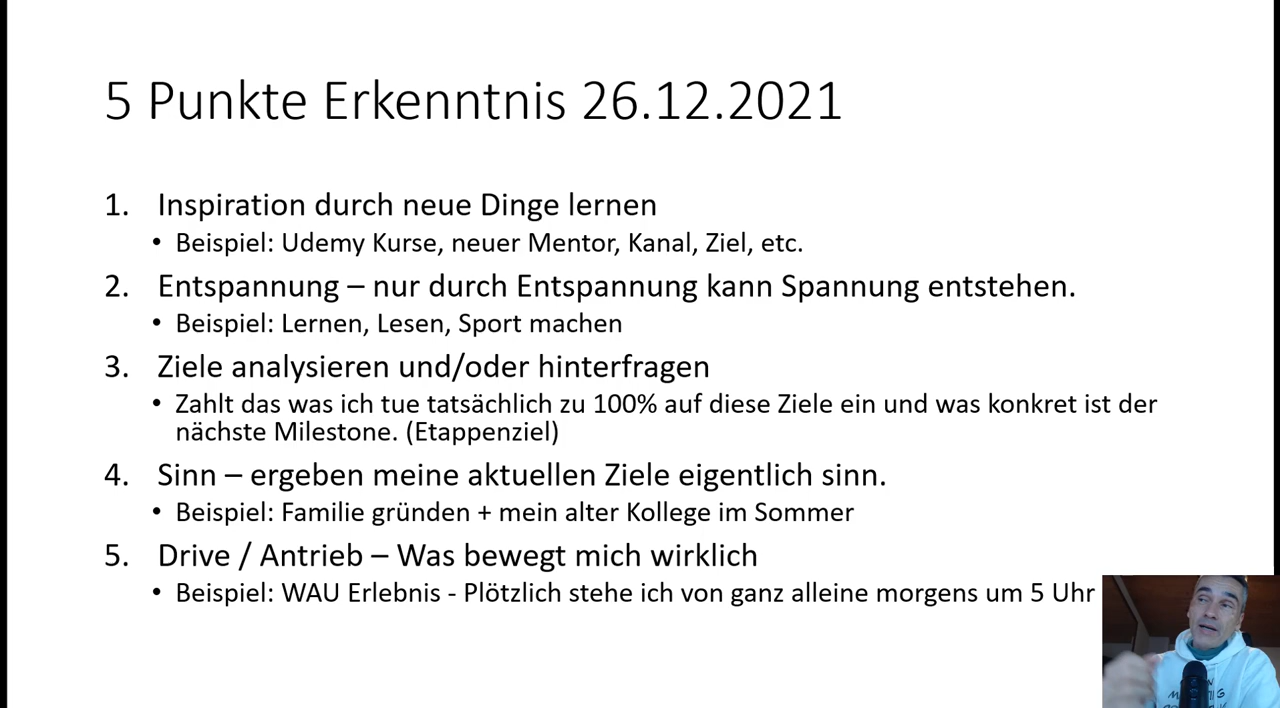 5 Punkte Erkenntnis 26.12.2021
1. Inspiration durch neue Dinge lernen
• Beispiel: Udemy Kurse, neuer Mentor, Kanal, Ziel, etc.
2. Entspannung – nur durch Entspannung kann Spannung entstehen.
• Beispiel: Lernen, Lesen, Sport machen
3. Ziele analysieren und/oder hinterfragen
• Zahlt das was ich tue tatsächlich zu 100% auf diese Ziele ein und was konkret ist der
nächste Milestone. (Etappenziel)
4. Sinn – ergeben meine aktuellen Ziele eigentlich sinn.
• Beispiel: Familie gründen + mein alter Kollege im Sommer
5. Drive / Antrieb – Was bewegt mich wirklich
• Beispiel: WAU Erlebnis - Plötzlich stehe ich von ganz alleine morgens um 5 Uhr